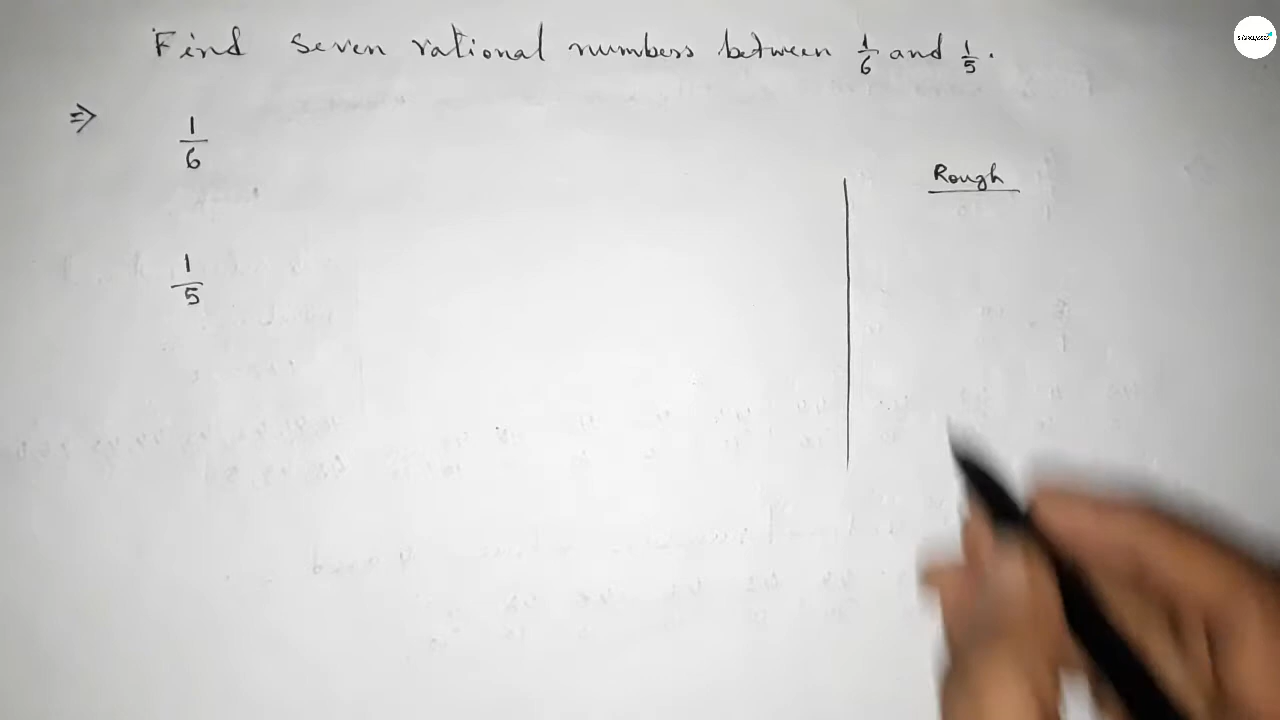 Find seven rational numbers between 1/6 and 1/5.
⇒ 1/6
Rough
1/5